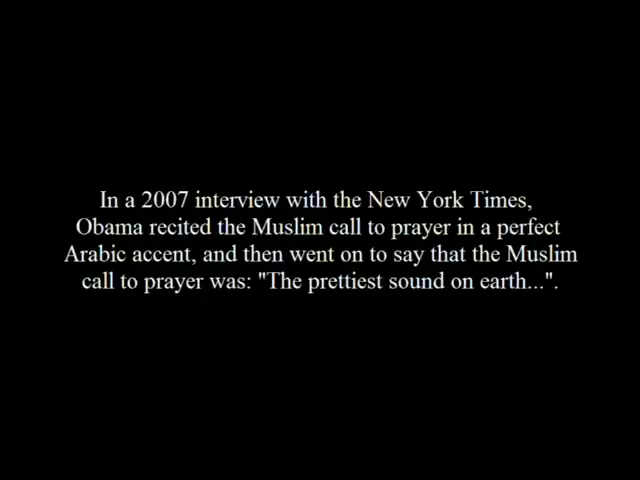 In a 2007 interview with the New York Times,
Obama recited the Muslim call to prayer in a perfect
Arabic accent, and then went on to say that the Muslim
call to prayer was: "The prettiest sound on earth...".